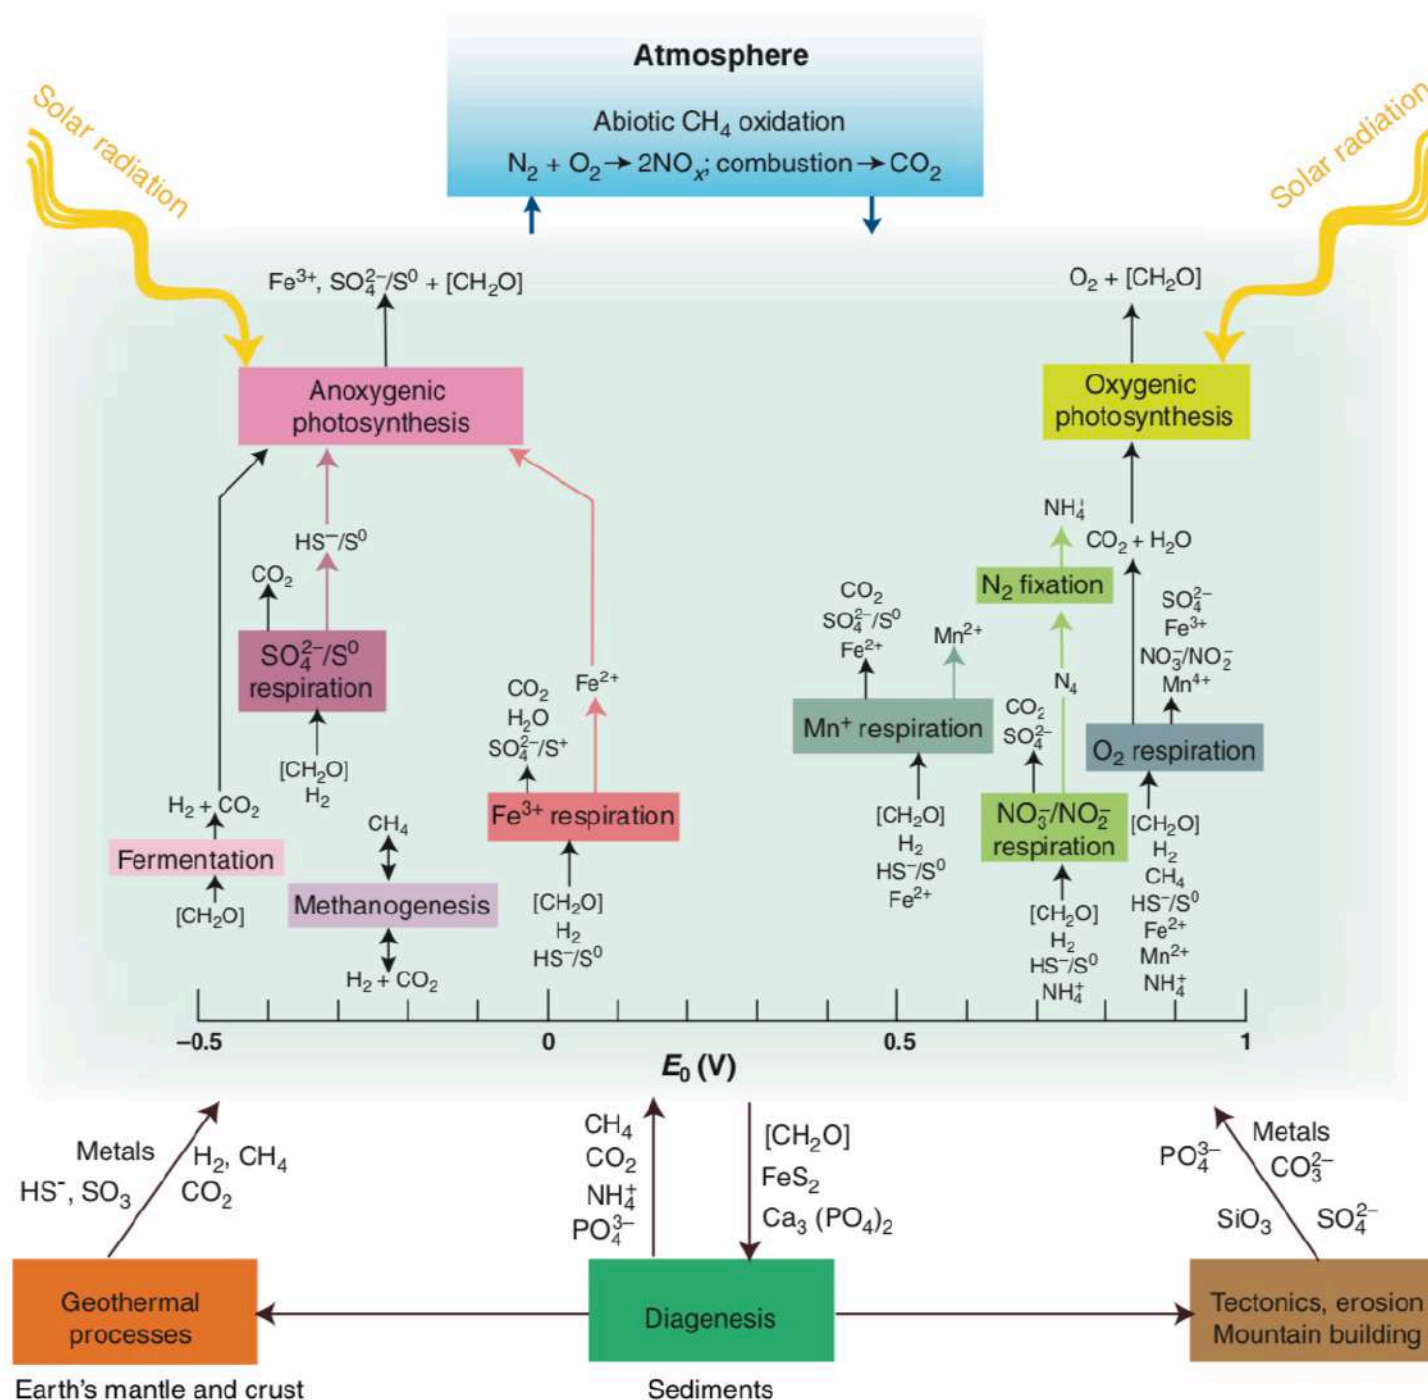 Atmosphere
Abiotic CH₄ oxidation
N₂ + O₂ → 2NOₓ; combustion → CO₂
Solar radiation
Solar radiation
Fe³⁺, SO₄²⁻/S⁰ + [CH₂O]
O₂ + [CH₂O]
Anoxygenic
photosynthesis
Oxygenic
photosynthesis
HS⁻/S⁰
CO₂
SO₄²⁻/S⁰
respiration
[CH₂O]
H₂
H₂ + CO₂
Fermentation
[CH₂O]
CH₄
Methanogenesis
H₂ + CO₂
CO₂
H₂O
SO₄²⁻/S⁺
Fe²⁺
Fe³⁺ respiration
[CH₂O]
H₂
HS⁻/S⁰
CO₂
SO₄²⁻/S⁰
Fe²⁺
Mn²⁺
Mn⁺ respiration
[CH₂O]
H₂
HS⁻/S⁰
Fe²⁺
NH₄⁺
N₂ fixation
N₄
CO₂
SO₄²⁻
NO₃⁻/NO₂⁻
respiration
[CH₂O]
H₂
HS⁻/S⁰
NH₄⁺
CO₂ + H₂O
SO₄²⁻
Fe³⁺
NO₃⁻/NO₂⁻
Mn⁴⁺
O₂ respiration
[CH₂O]
H₂
CH₄
HS⁻/S⁰
Fe²⁺
Mn²⁺
NH₄⁺
–0.5
0
0.5
1
E₀ (V)
Metals
H₂, CH₄
HS⁻, SO₃
CO₂
CH₄
CO₂
NH₄⁺
PO₄³⁻
[CH₂O]
FeS₂
Ca₃ (PO₄)₂
Metals
PO₄³⁻
CO₃²⁻
SiO₃
SO₄²⁻
Geothermal
processes
Diagenesis
Tectonics, erosion
Mountain building
Earth's mantle and crust
Sediments